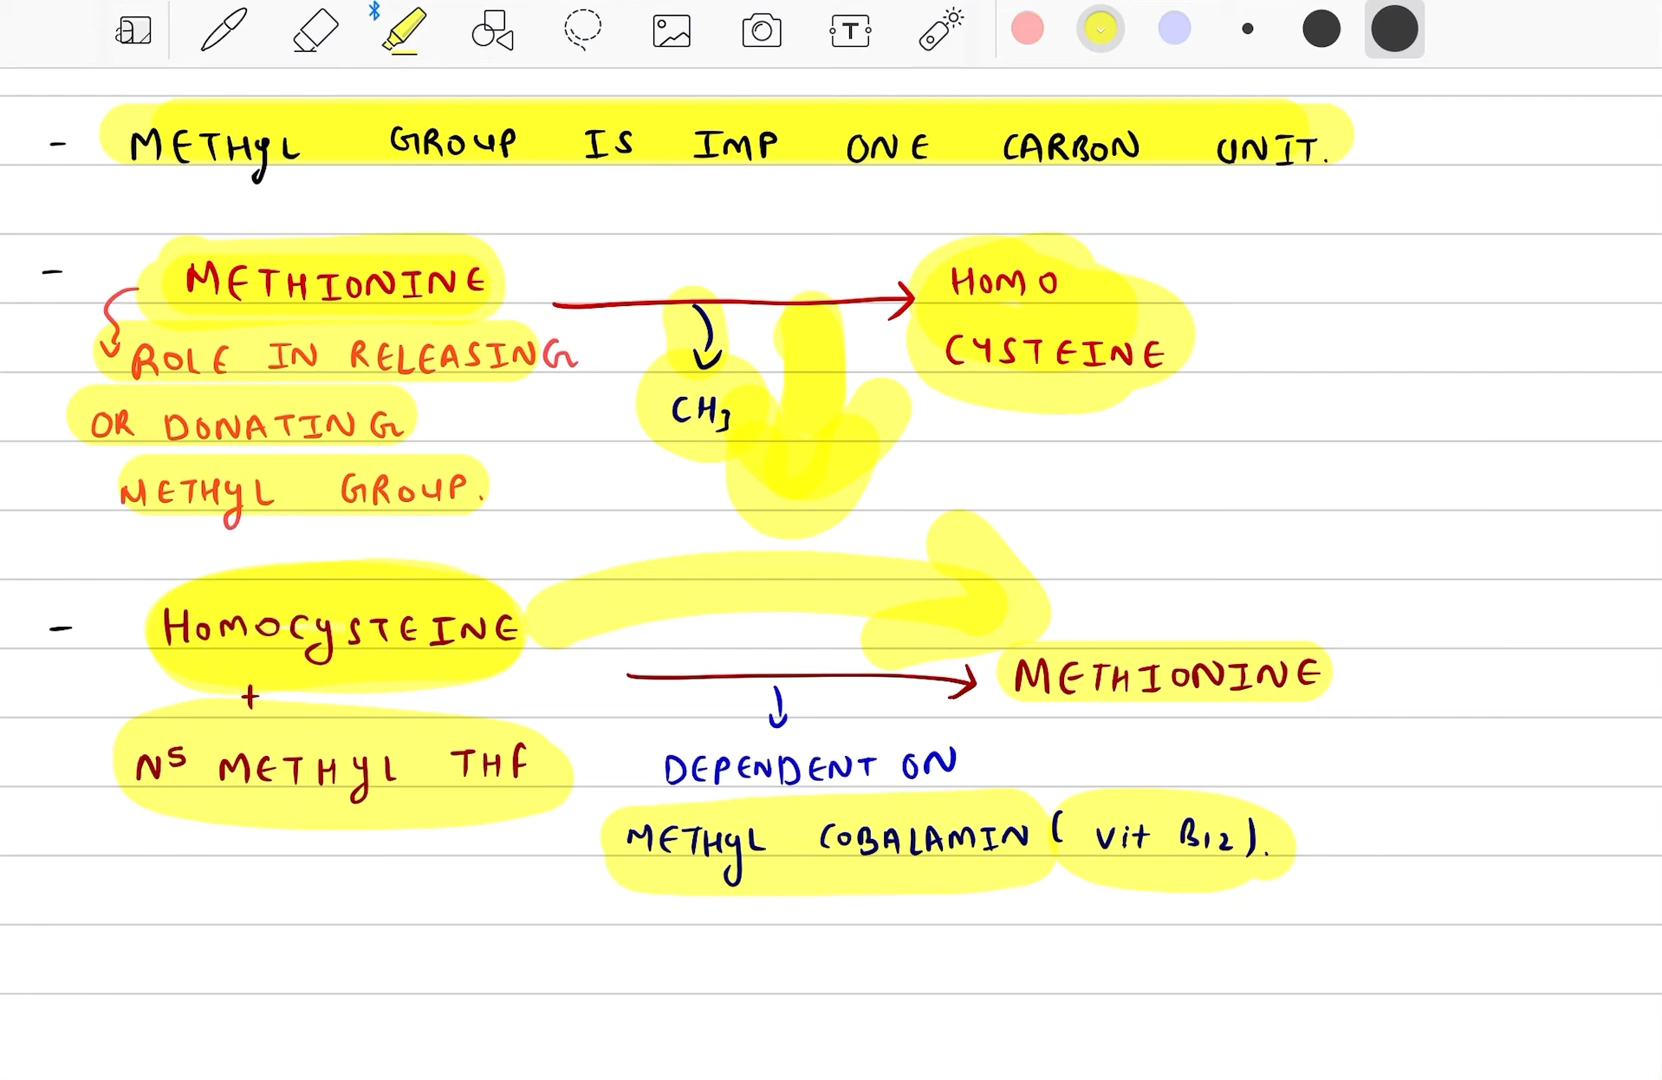 - METHYL GROUP IS IMP ONE CARBON UNIT.
- METHIONINE → HOMO
CYSTEINE
CH3
ROLE IN RELEASING
OR DONATING
METHYL GROUP.
- HOMOCYSTEINE
+
N5 METHYL THF
→ METHIONINE
↓
DEPENDENT ON
METHYL COBALAMIN (Vit B12).